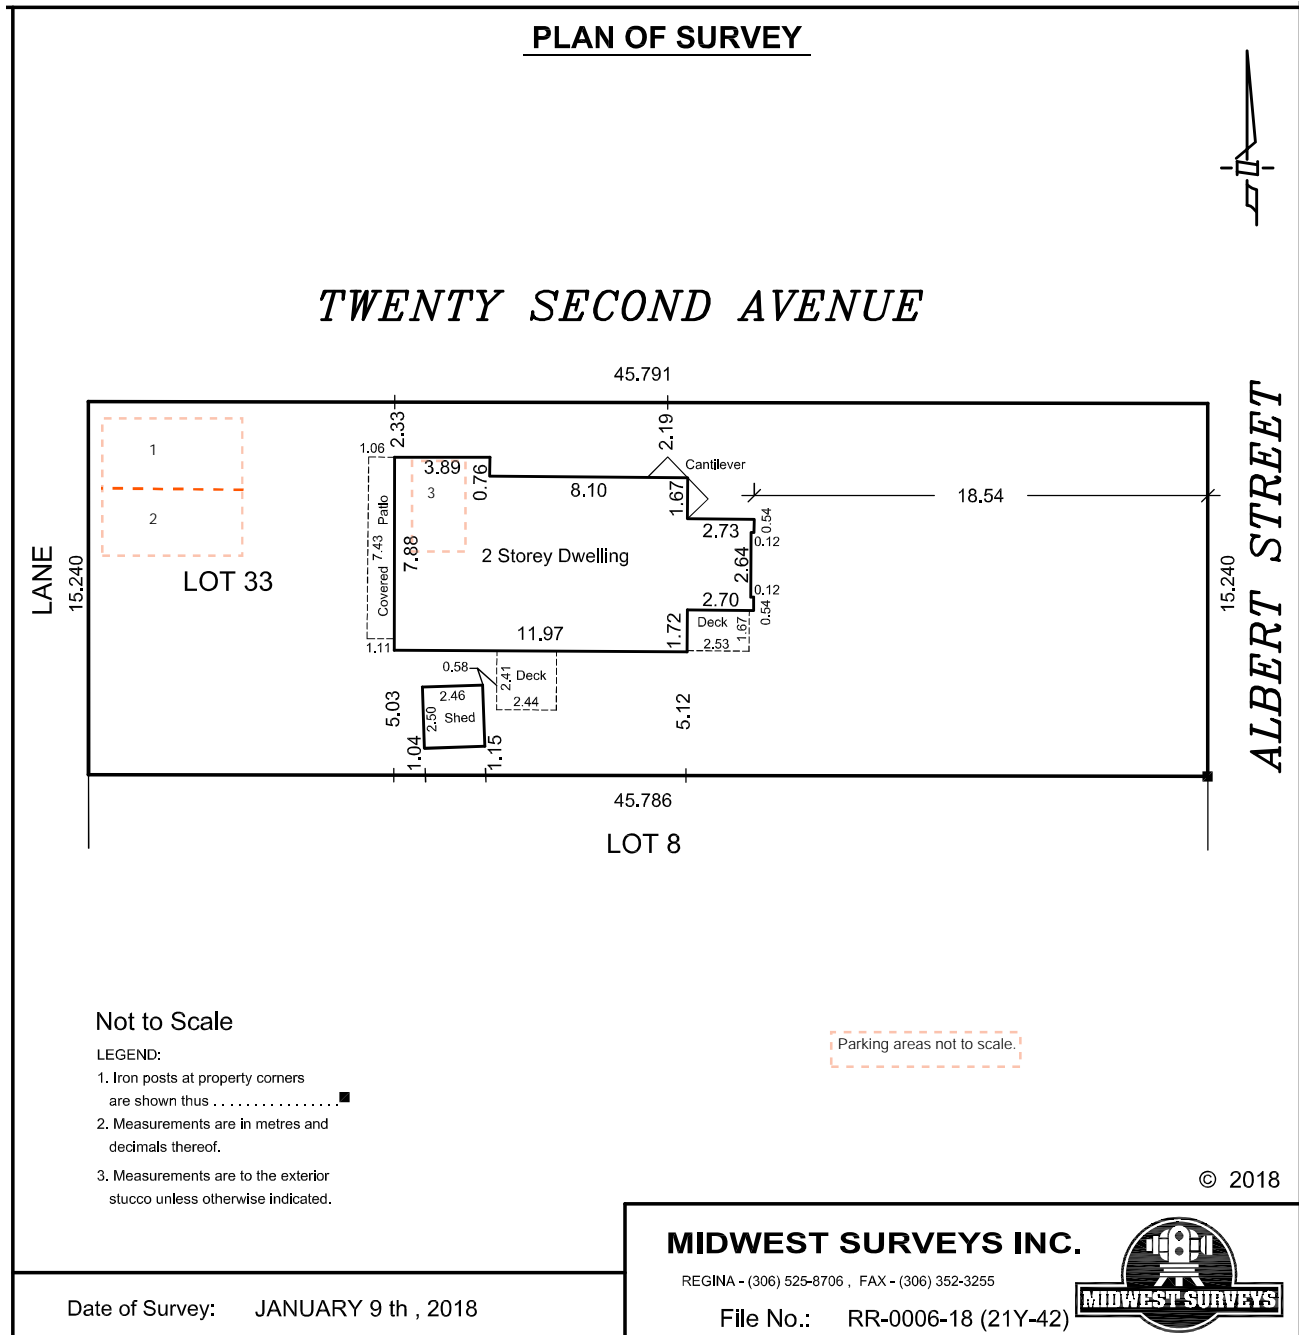 PLAN OF SURVEY
TWENTY SECOND AVENUE
45.791
ALBERT STREET
LANE
15.240
15.240
1
2
LOT 33
2.33
2.19
1.06
3.89
0.76
3
8.10
Cantilever
1.67
18.54
2.73
0.54
0.12
2.64
0.12
0.54
2.70
Covered 7.43 Patio
7.88
2 Storey Dwelling
1.72
Deck
1.67
2.53
11.97
1.11
0.58
2.41
Deck
2.44
2.46
2.50
Shed
5.03
5.12
1.04
1.15
45.786
LOT 8
Not to Scale
LEGEND:
1. Iron posts at property corners
are shown thus . . . . . . . . . . . . . . . .
2. Measurements are in metres and
decimals thereof.
3. Measurements are to the exterior
stucco unless otherwise indicated.
Parking areas not to scale.
© 2018
MIDWEST SURVEYS INC.
REGINA - (306) 525-8706 , FAX - (306) 352-3255
File No.: RR-0006-18 (21Y-42)
MIDWEST SURVEYS
Date of Survey: JANUARY 9 th , 2018